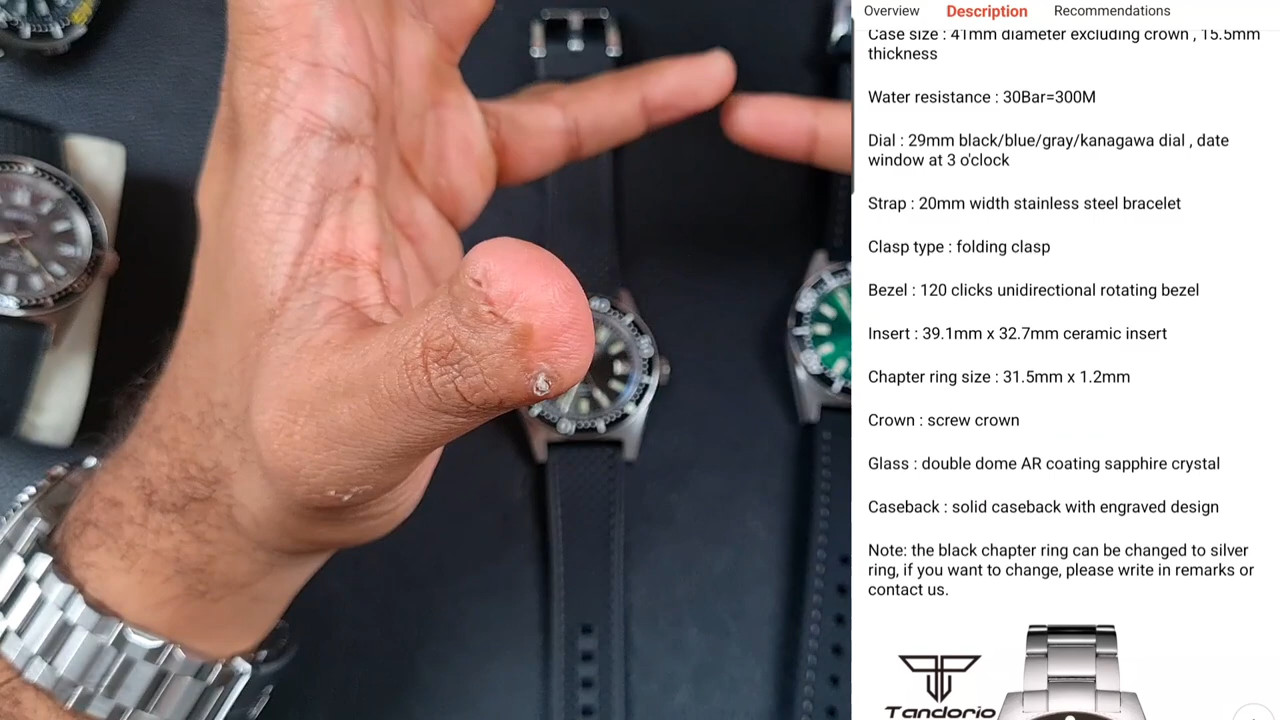 Overview Description Recommendations
Case size : 41mm diameter excluding crown , 15.5mm
thickness
Water resistance : 30Bar=300M
Dial : 29mm black/blue/gray/kanagawa dial , date
window at 3 o'clock
Strap : 20mm width stainless steel bracelet
Clasp type : folding clasp
Bezel : 120 clicks unidirectional rotating bezel
Insert : 39.1mm x 32.7mm ceramic insert
Chapter ring size : 31.5mm x 1.2mm
Crown : screw crown
Glass : double dome AR coating sapphire crystal
Caseback : solid caseback with engraved design
Note: the black chapter ring can be changed to silver
ring, if you want to change, please write in remarks or
contact us.
Tandorio